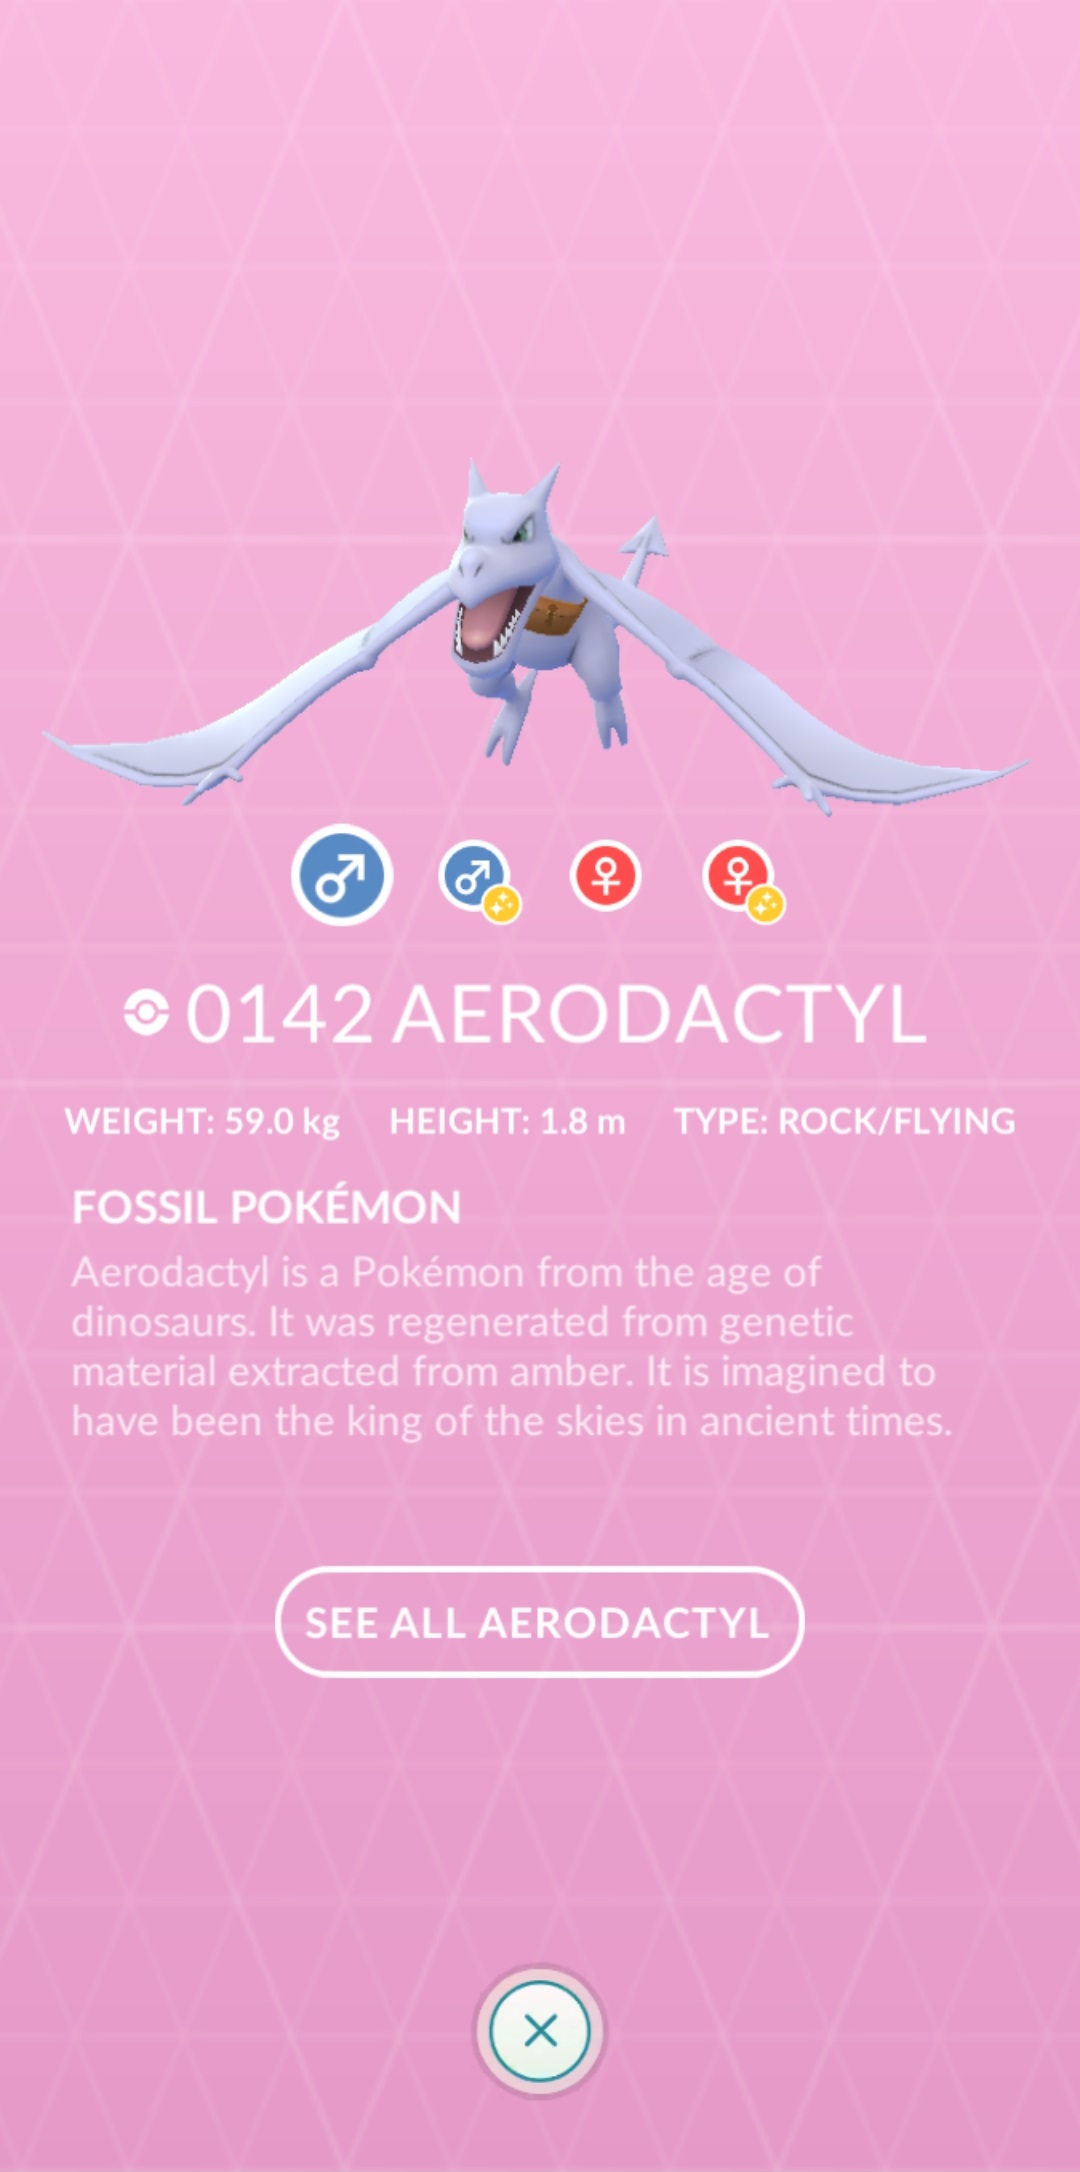 0142 AERODACTYL
WEIGHT: 59.0 kg HEIGHT: 1.8 m TYPE: ROCK/FLYING
FOSSIL POKÉMON
Aerodactyl is a Pokémon from the age of
dinosaurs. It was regenerated from genetic
material extracted from amber. It is imagined to
have been the king of the skies in ancient times.
SEE ALL AERODACTYL